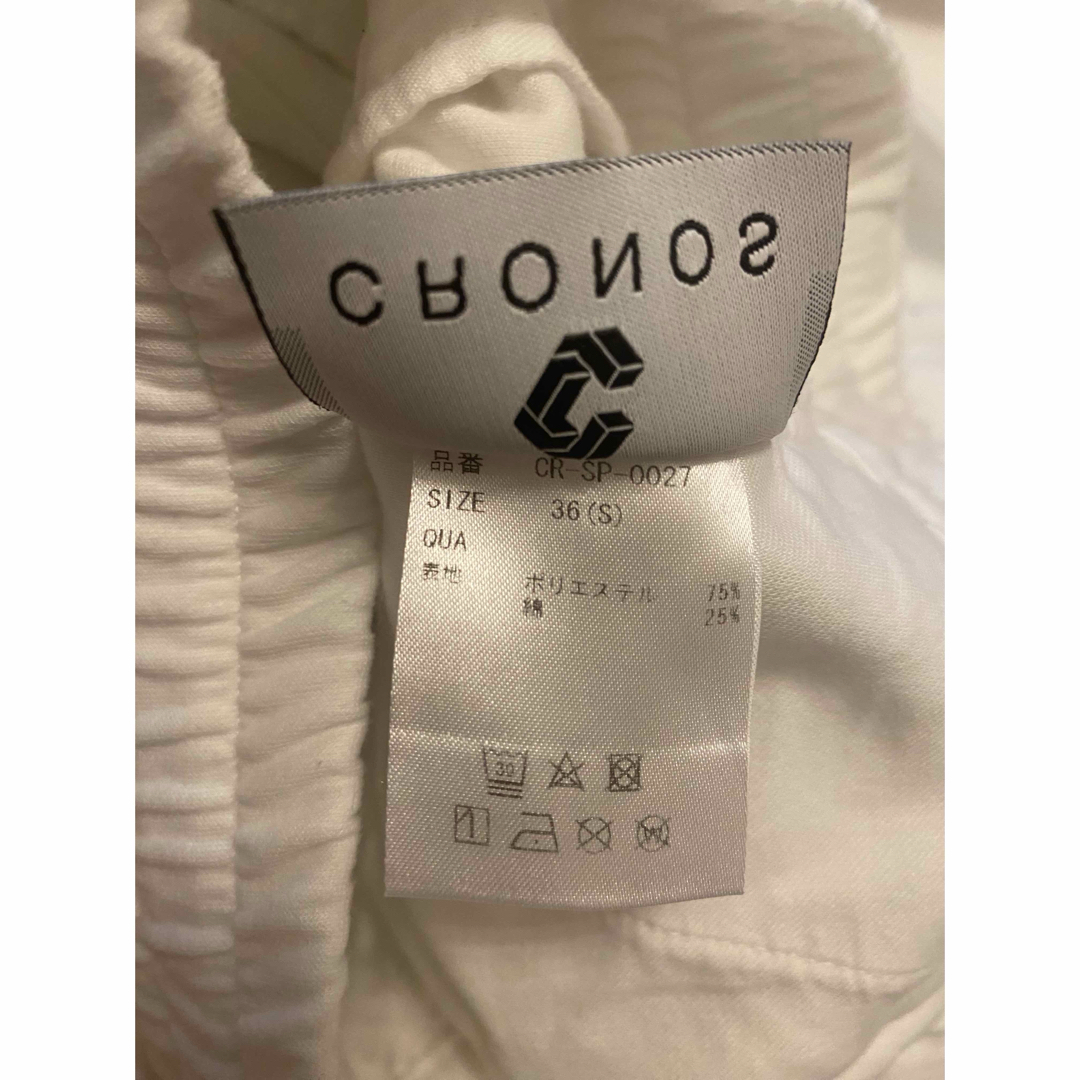 CRONOS
品番 CR-SP-0027
SIZE 36(S)
QUA
表地 ポリエステル 75%
綿 25%
30
W